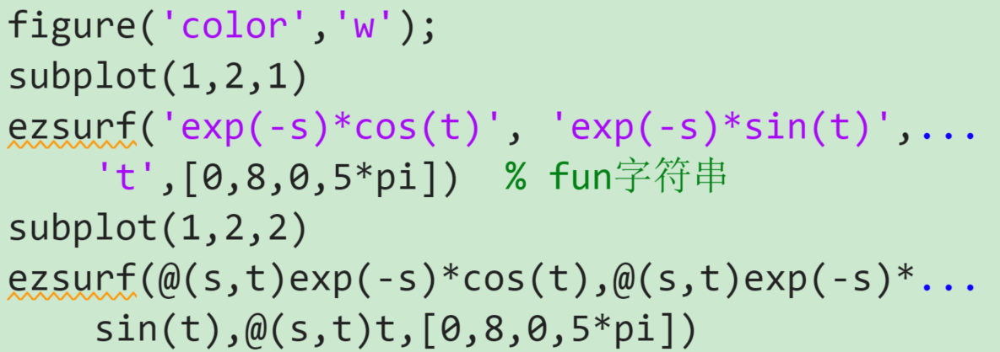 figure('color','w');
subplot(1,2,1)
ezsurf('exp(-s)*cos(t)', 'exp(-s)*sin(t)',...
    't',[0,8,0,5*pi])  % fun字符串
subplot(1,2,2)
ezsurf(@(s,t)exp(-s)*cos(t),@(s,t)exp(-s)*...
    sin(t),@(s,t)t,[0,8,0,5*pi])